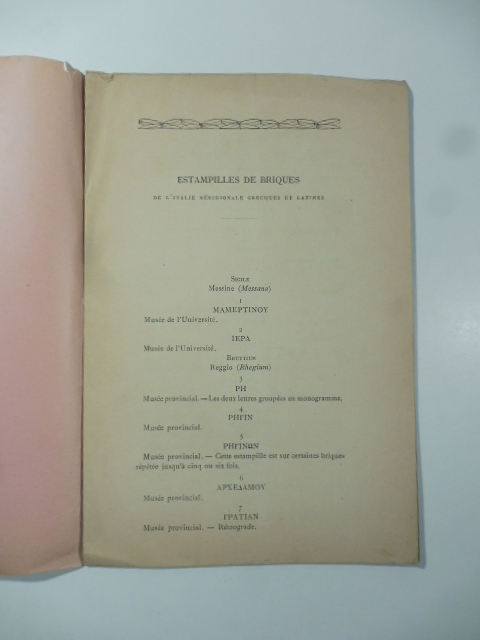 ESTAMPILLES DE BRIQUES
DE L'ITALIE MÉRIDIONALE GRECQUES ET LATINES
SICILE
Messine (Messana)
1
ΜΑΜΕΡΤΙΝΟΥ
Musée de l'Université.
2
ΙΕΡΑ
Musée de l'Université.
BRUTTIUM
Reggio (Rhegium)
3
ΡΗ
Musée provincial. — Les deux lettres groupées en monogramme.
4
ΡΗΓΙΝ
Musée provincial.
5
ΡΗΓΙΝΩΝ
Musée provincial. — Cette estampille est sur certaines briques
répétée jusqu'à cinq ou six fois.
6
ΑΡΧΕΔΑΜΟΥ
Musée provincial.
7
ΓΡΑΤΙΑΝ
Musée provincial. — Rétrograde.